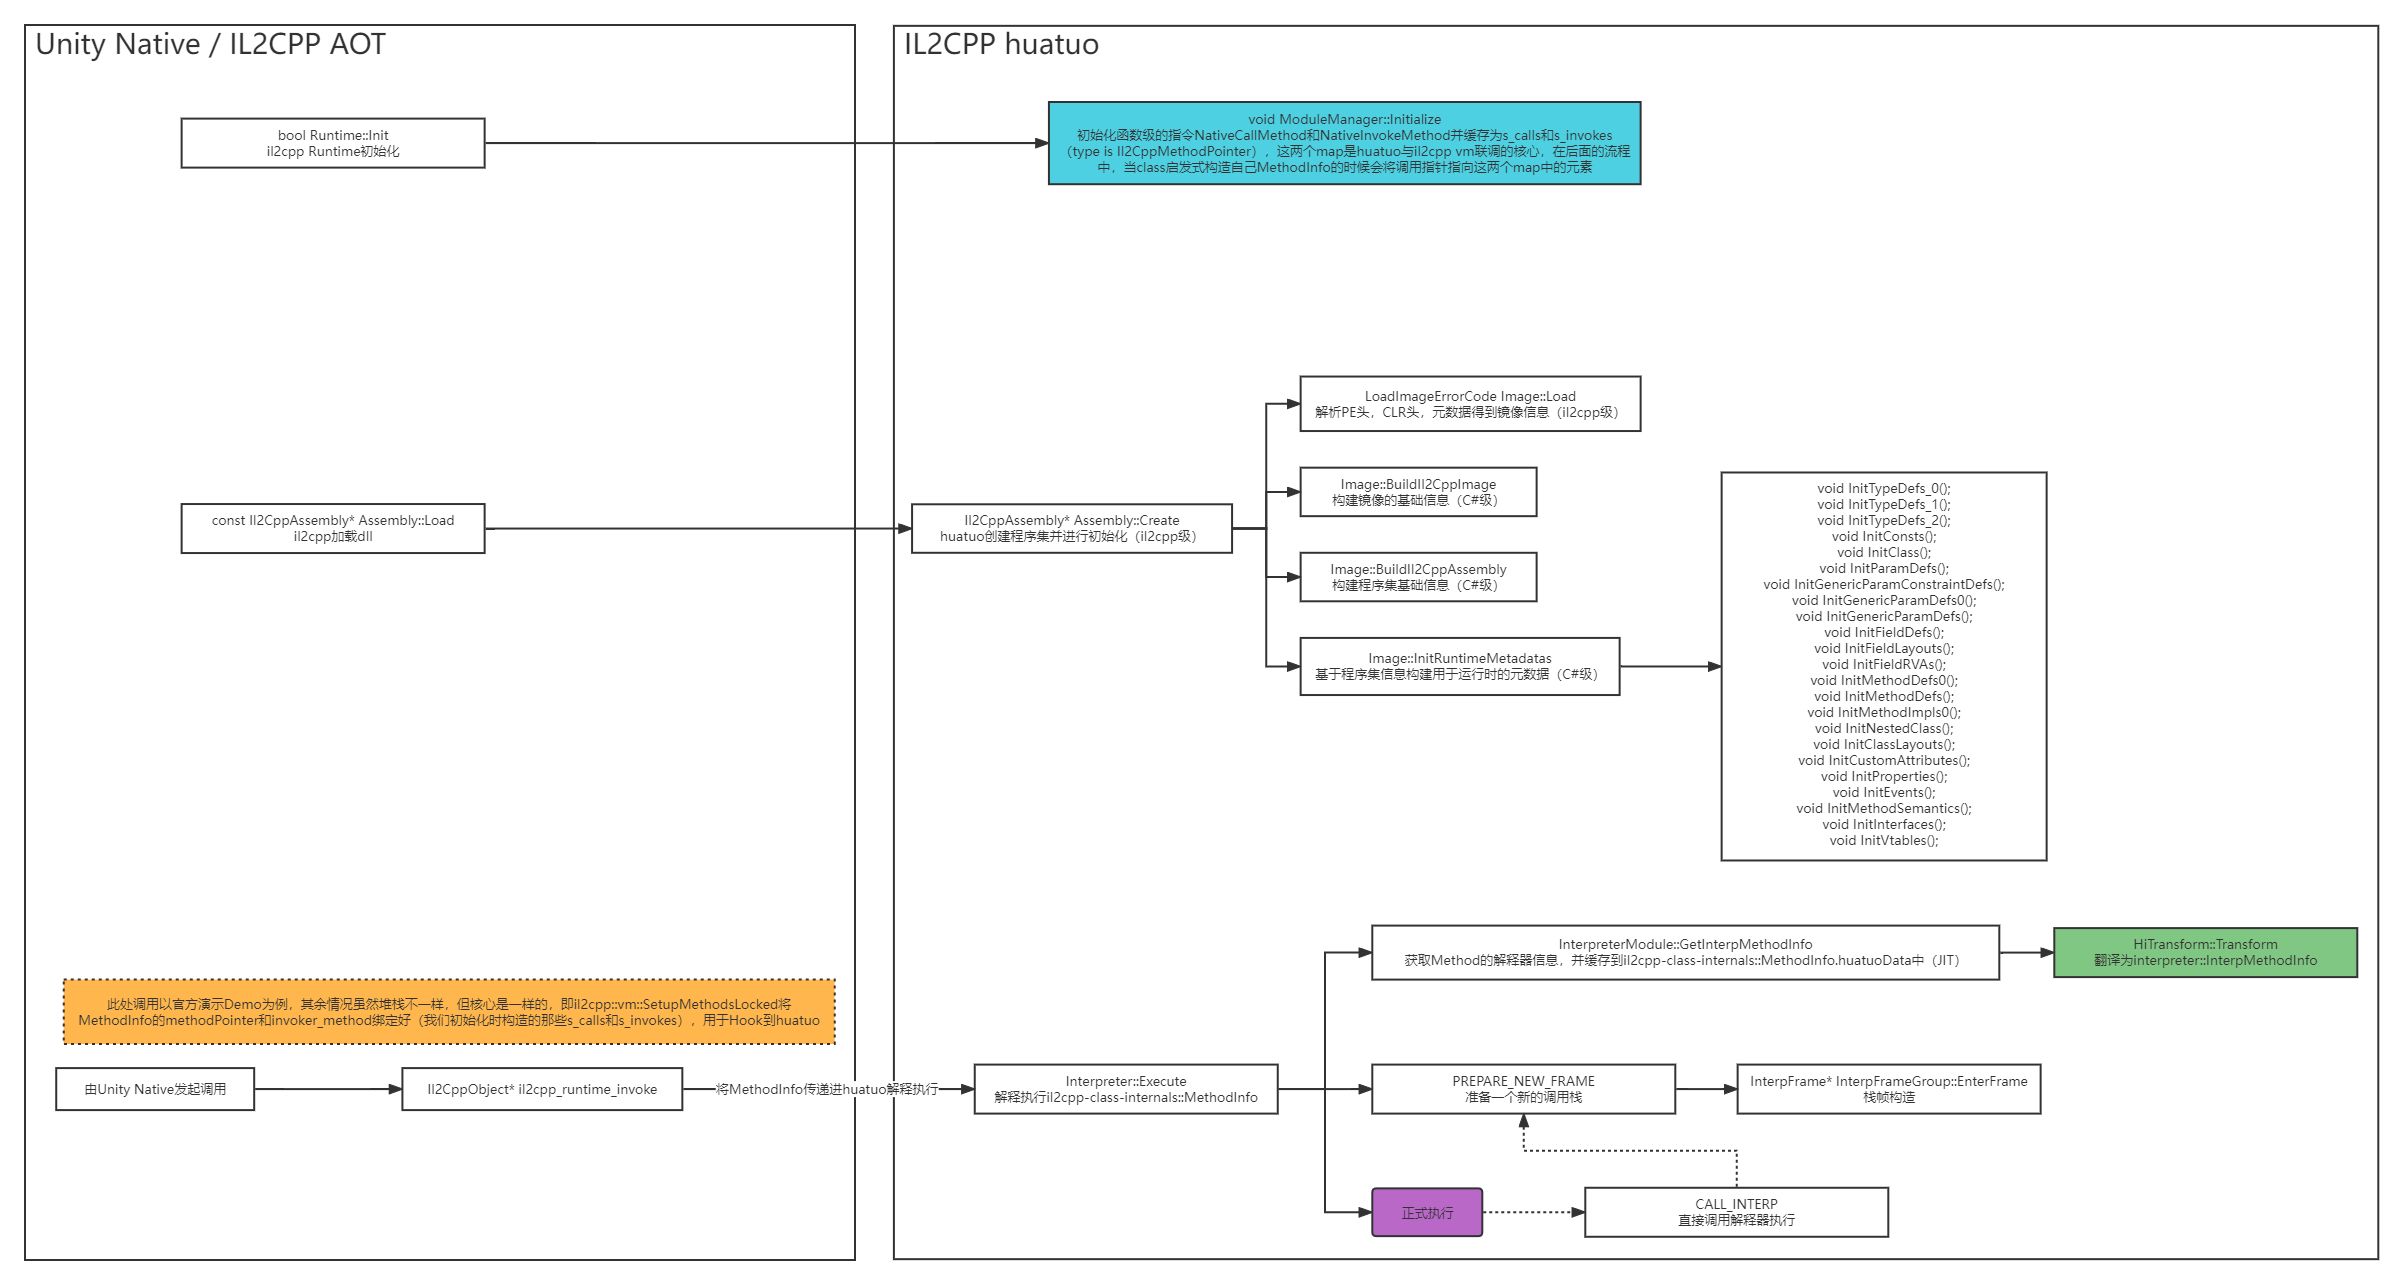 Unity Native / IL2CPP AOT
IL2CPP huatuo
bool Runtime::Init
il2cpp Runtime初始化
void ModuleManager::Initialize
初始化函数级的指令NativeCallMethod和NativeInvokeMethod并缓存为s_calls和s_invokes
（type is Il2CppMethodPointer），这两个map是huatuo与il2cpp vm联调的核心，在后面的流程
中，当class启发式构造自己MethodInfo的时候会将调用指针指向这两个map中的元素
const Il2CppAssembly* Assembly::Load
il2cpp加载dll
Il2CppAssembly* Assembly::Create
huatuo创建程序集并进行初始化（il2cpp级）
LoadImageErrorCode Image::Load
解析PE头，CLR头，元数据得到镜像信息（il2cpp级）
Image::BuildIl2CppImage
构建镜像的基础信息（C#级）
Image::BuildIl2CppAssembly
构建程序集基础信息（C#级）
Image::InitRuntimeMetadatas
基于程序集信息构建用于运行时的元数据（C#级）
void InitTypeDefs_0();
void InitTypeDefs_1();
void InitTypeDefs_2();
void InitConsts();
void InitClass();
void InitParamDefs();
void InitGenericParamConstraintDefs();
void InitGenericParamDefs0();
void InitGenericParamDefs();
void InitFieldDefs();
void InitFieldLayouts();
void InitFieldRVAs();
void InitMethodDefs0();
void InitMethodDefs();
void InitMethodImpls0();
void InitNestedClass();
void InitClassLayouts();
void InitCustomAttributes();
void InitProperties();
void InitEvents();
void InitMethodSemantics();
void InitInterfaces();
void InitVtables();
此处调用以官方演示Demo为例，其余情况虽然堆栈不一样，但核心是一样的，即il2cpp::vm::SetupMethodsLocked将
MethodInfo的methodPointer和invoker_method绑定好（我们初始化时构造的那些s_calls和s_invokes），用于Hook到huatuo
由Unity Native发起调用
Il2CppObject* il2cpp_runtime_invoke
将MethodInfo传递进huatuo解释执行
Interpreter::Execute
解释执行il2cpp-class-internals::MethodInfo
InterpreterModule::GetInterpMethodInfo
获取Method的解释器信息，并缓存到il2cpp-class-internals::MethodInfo.huatuoData中（JIT）
HiTransform::Transform
翻译为interpreter::InterpMethodInfo
PREPARE_NEW_FRAME
准备一个新的调用栈
InterpFrame* InterpFrameGroup::EnterFrame
栈帧构造
正式执行
CALL_INTERP
直接调用解释器执行